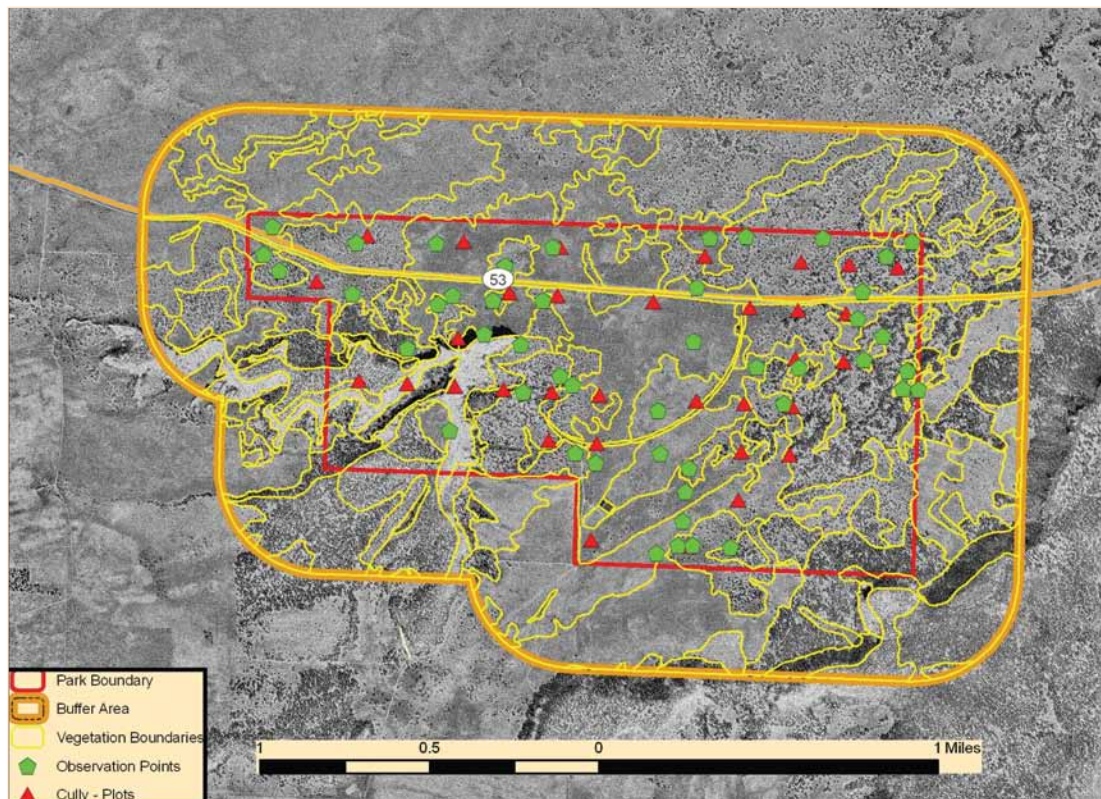 53
Park Boundary
Buffer Area
Vegetation Boundaries
Observation Points
Cully - Plots
1 0.5 0 1 Miles